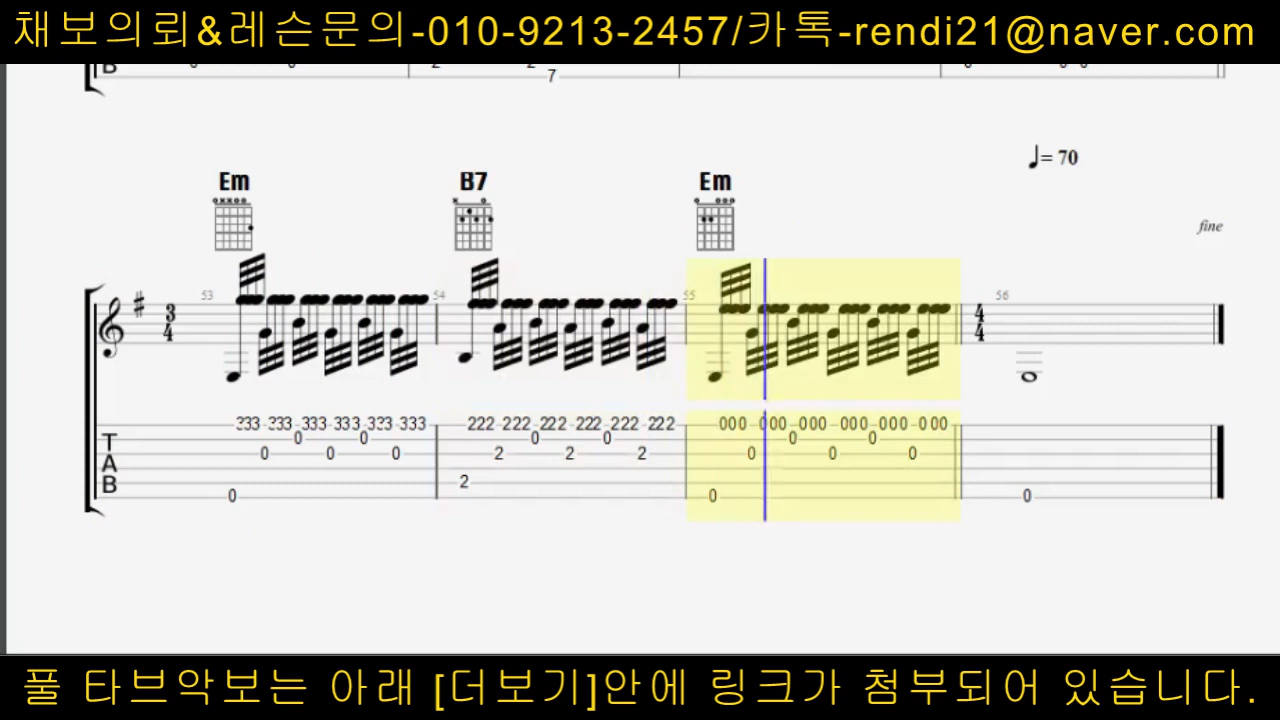 채보의뢰&레슨문의-010-9213-2457/카톡-rendi21@naver.com
B
7
♩= 70
Em B7 Em
fine
53 54 55 56
3
4
4
4
333 333 333 333 333 333 222 222 222 222 222 222 000 000 000 000 000 000
T 0 0 0 0 0 0
A 0 0 0 2 2 2 0 0 0
B 2
0 0 0
풀 타브악보는 아래 [더보기]안에 링크가 첨부되어 있습니다.